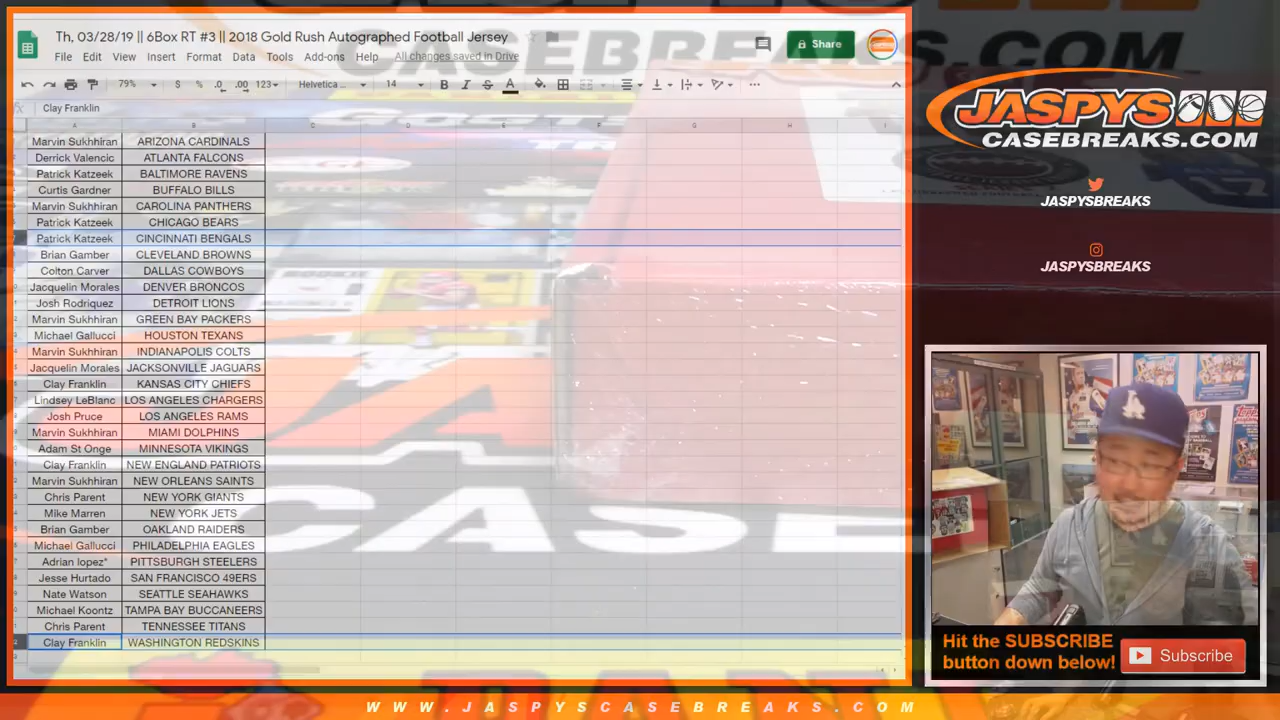 Th, 03/28/19 || 6Box RT #3 || 2018 Gold Rush Autographed Football Jersey
File Edit View Insert Format Data Tools Add-ons Help All changes saved in Drive
Share
79% $ % .0 .00 123 Helvetica ... 14 B I S A
Clay Franklin
A B C D E F G H I
Marvin Sukhhiran ARIZONA CARDINALS
Derrick Valencic ATLANTA FALCONS
Patrick Katzeek BALTIMORE RAVENS
Curtis Gardner BUFFALO BILLS
Marvin Sukhhiran CAROLINA PANTHERS
Patrick Katzeek CHICAGO BEARS
Patrick Katzeek CINCINNATI BENGALS
Brian Gamber CLEVELAND BROWNS
Colton Carver DALLAS COWBOYS
Jacquelin Morales DENVER BRONCOS
Josh Rodriquez DETROIT LIONS
Marvin Sukhhiran GREEN BAY PACKERS
Michael Gallucci HOUSTON TEXANS
Marvin Sukhhiran INDIANAPOLIS COLTS
Jacquelin Morales JACKSONVILLE JAGUARS
Clay Franklin KANSAS CITY CHIEFS
Lindsey LeBlanc LOS ANGELES CHARGERS
Josh Pruce LOS ANGELES RAMS
Marvin Sukhhiran MIAMI DOLPHINS
Adam St Onge MINNESOTA VIKINGS
Clay Franklin NEW ENGLAND PATRIOTS
Marvin Sukhhiran NEW ORLEANS SAINTS
Chris Parent NEW YORK GIANTS
Mike Marren NEW YORK JETS
Brian Gamber OAKLAND RAIDERS
Michael Gallucci PHILADELPHIA EAGLES
Adrian lopez* PITTSBURGH STEELERS
Jesse Hurtado SAN FRANCISCO 49ERS
Nate Watson SEATTLE SEAHAWKS
Michael Koontz TAMPA BAY BUCCANEERS
Chris Parent TENNESSEE TITANS
Clay Franklin WASHINGTON REDSKINS
CASEBREAKS.COM
CASE
JASPYS
CASEBREAKS.COM
JASPYSBREAKS
JASPYSBREAKS
Hit the SUBSCRIBE
button down below!
Subscribe
WWW.JASPYSCASEBREAKS.COM